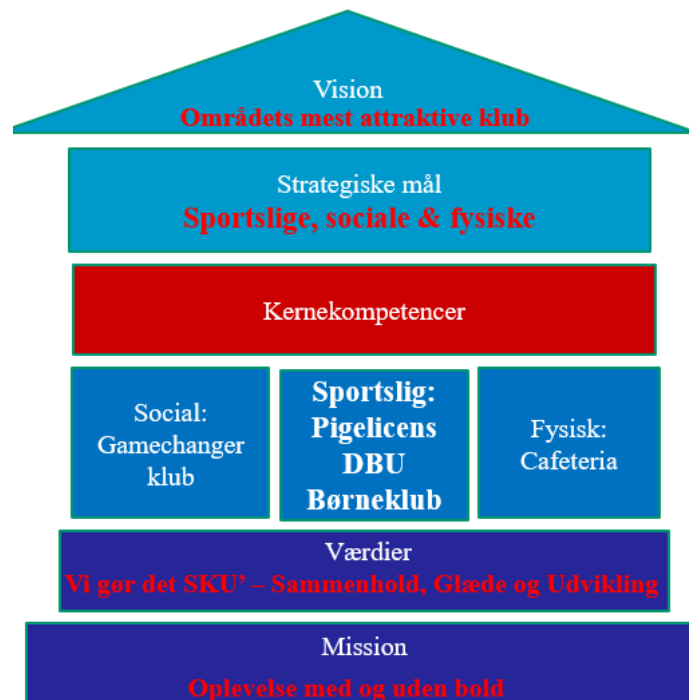 Vision
Områdets mest attraktive klub
Strategiske mål
Sportslige, sociale & fysiske
Kernekompetencer
Social:
Gamechanger
klub
Sportslig:
Pigelicens
DBU
Børneklub
Fysisk:
Cafeteria
Værdier
Vi gør det SKU’ – Sammenhold, Glæde og Udvikling
Mission
Oplevelse med og uden bold